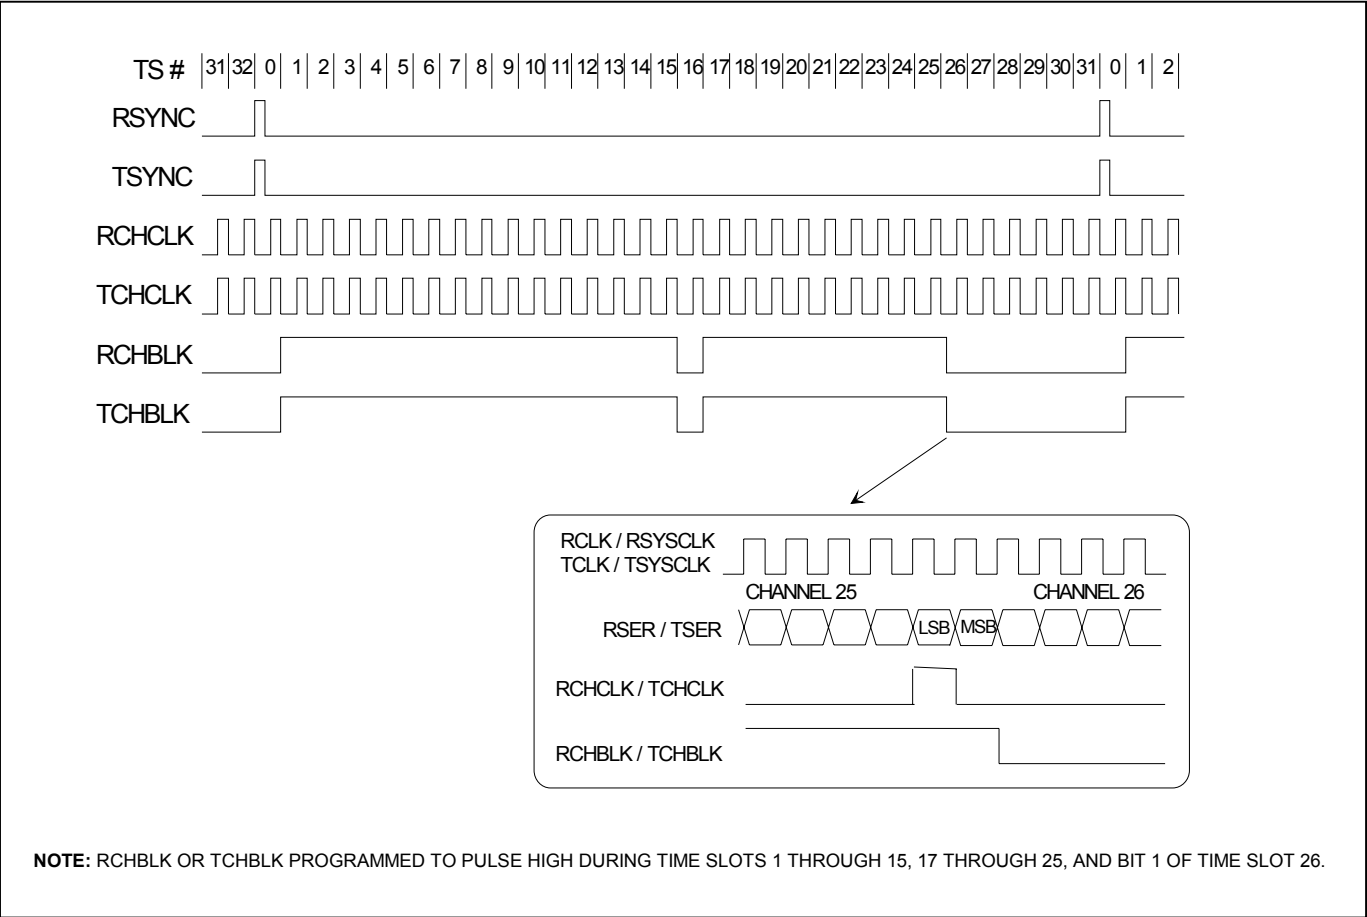 TS # 31 32 0 1 2 3 4 5 6 7 8 9 10 11 12 13 14 15 16 17 18 19 20 21 22 23 24 25 26 27 28 29 30 31 0 1 2
RSYNC
TSYNC
RCHCLK
TCHCLK
RCHBLK
TCHBLK
RCLK / RSYSCLK
TCLK / TSYSCLK
CHANNEL 25 CHANNEL 26
RSER / TSER LSB MSB
RCHCLK / TCHCLK
RCHBLK / TCHBLK
NOTE: RCHBLK OR TCHBLK PROGRAMMED TO PULSE HIGH DURING TIME SLOTS 1 THROUGH 15, 17 THROUGH 25, AND BIT 1 OF TIME SLOT 26.